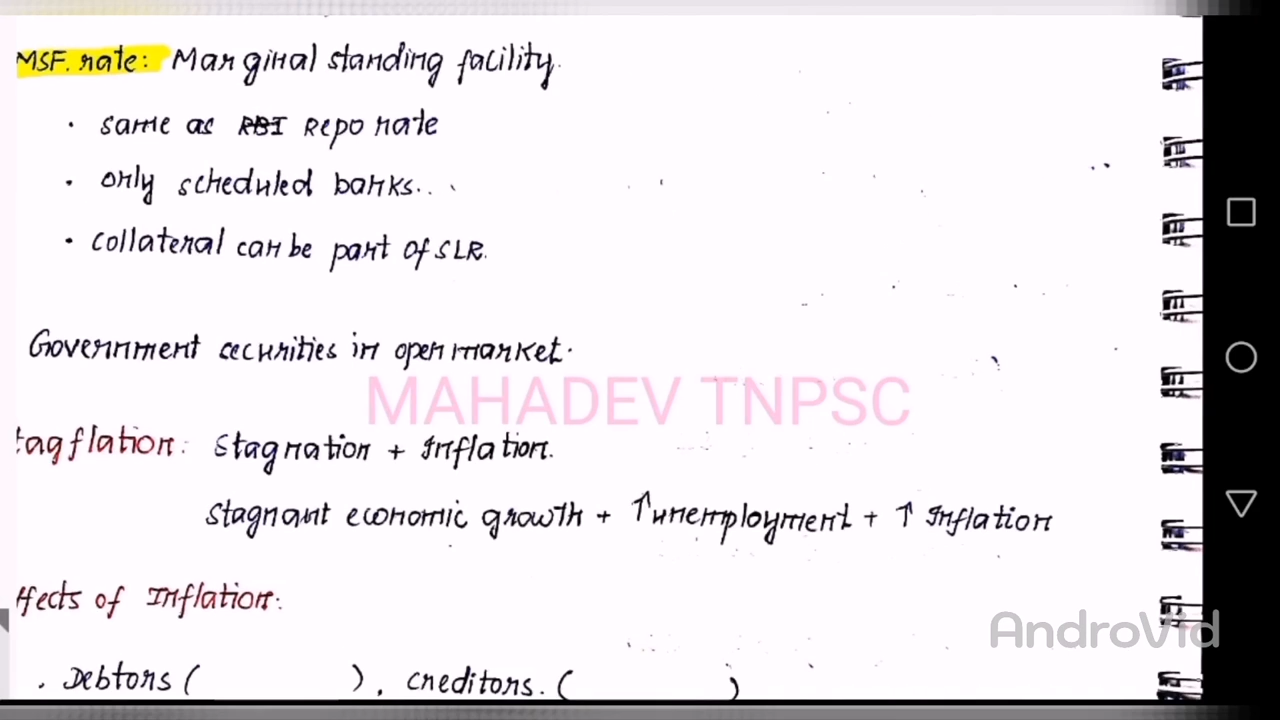 MSF. rate: Marginal standing facility.
· same as RBI Repo rate
· only scheduled banks..
· collateral can be part of SLR.
Government securities in open market.
MAHADEV TNPSC
tagflation: Stagnation + Inflation.
Stagnant economic growth + ↑unemployment + ↑ Inflation
ffects of Inflation:
AndroVid
. Debtors ( ), creditors. ( )